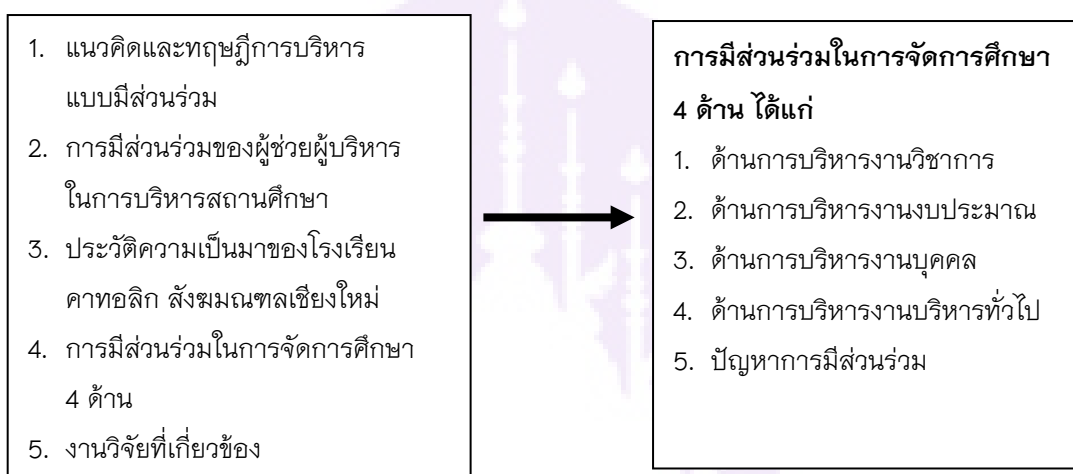 1. แนวคิดและทฤษฎีการบริหาร
แบบมีส่วนร่วม
2. การมีส่วนร่วมของผู้ช่วยผู้บริหาร
ในการบริหารสถานศึกษา
3. ประวัติความเป็นมาของโรงเรียน
คาทอลิก สังฆมณฑลเชียงใหม่
4. การมีส่วนร่วมในการจัดการศึกษา
4 ด้าน
5. งานวิจัยที่เกี่ยวข้อง
การมีส่วนร่วมในการจัดการศึกษา
4 ด้าน ได้แก่
1. ด้านการบริหารงานวิชาการ
2. ด้านการบริหารงานงบประมาณ
3. ด้านการบริหารงานบุคคล
4. ด้านการบริหารงานบริหารทั่วไป
5. ปัญหาการมีส่วนร่วม